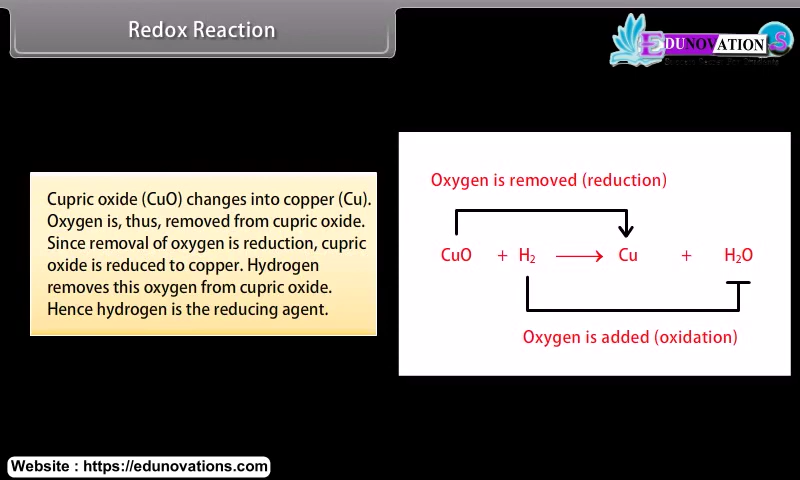 Redox Reaction
EDUNOVATION.S
Cupric oxide (CuO) changes into copper (Cu).
Oxygen is, thus, removed from cupric oxide.
Since removal of oxygen is reduction, cupric
oxide is reduced to copper. Hydrogen
removes this oxygen from cupric oxide.
Hence hydrogen is the reducing agent.
Oxygen is removed (reduction)
CuO + H₂ ⟶ Cu + H₂O
Oxygen is added (oxidation)
Website : https://edunovations.com